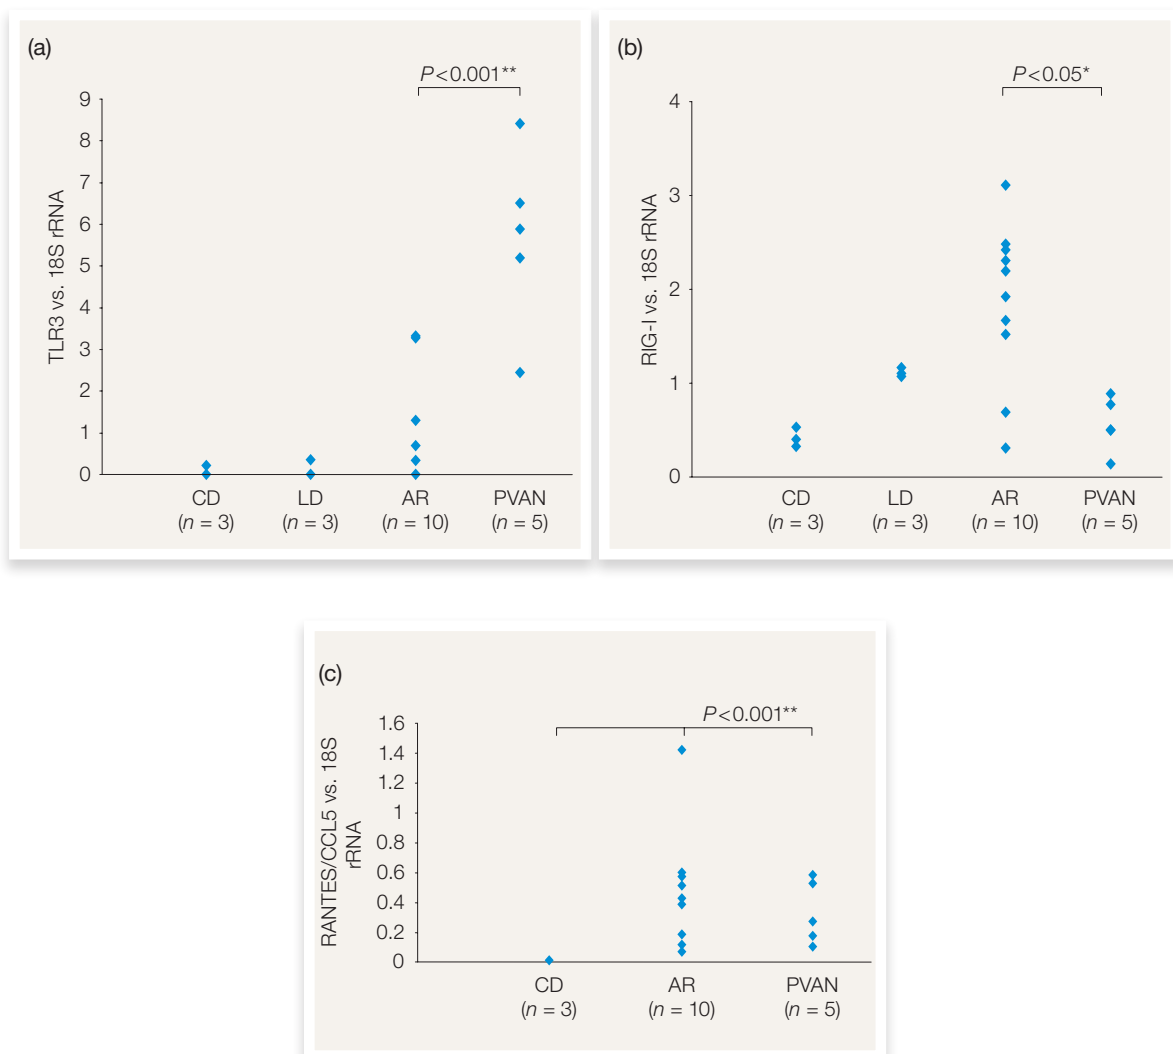 (a)
P<0.001**
TLR3 vs. 18S rRNA
9
8
7
6
5
4
3
2
1
0
CD
(n = 3)
LD
(n = 3)
AR
(n = 10)
PVAN
(n = 5)
(b)
P<0.05*
RIG-I vs. 18S rRNA
4
3
2
1
0
CD
(n = 3)
LD
(n = 3)
AR
(n = 10)
PVAN
(n = 5)
(c)
P<0.001**
RANTES/CCL5 vs. 18S
rRNA
1.6
1.4
1.2
1
0.8
0.6
0.4
0.2
0
CD
(n = 3)
AR
(n = 10)
PVAN
(n = 5)